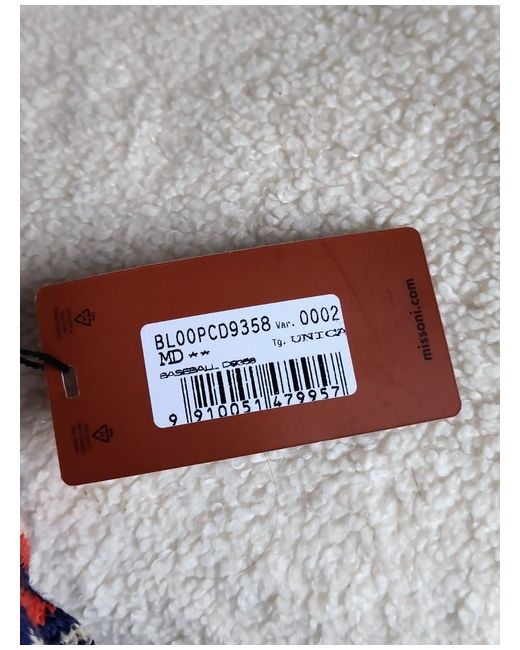 BL00PCD9358 Var. 0002
MD ** Tg. UNICA
BASEBALL D9358
9 910051 479957
missoni.com